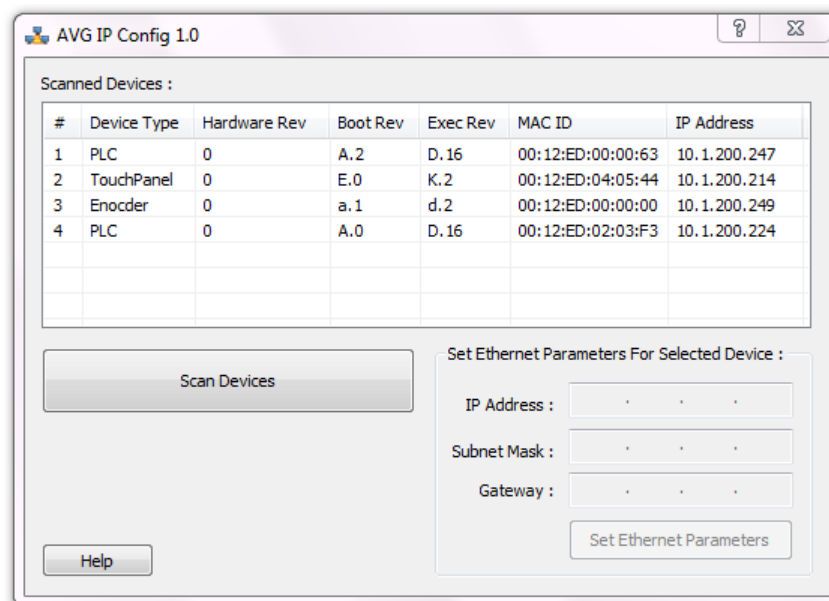 AVG IP Config 1.0
Scanned Devices :
# Device Type Hardware Rev Boot Rev Exec Rev MAC ID IP Address
1 PLC 0 A.2 D.16 00:12:ED:00:00:63 10.1.200.247
2 TouchPanel 0 E.0 K.2 00:12:ED:04:05:44 10.1.200.214
3 Enocder 0 a.1 d.2 00:12:ED:00:00:00 10.1.200.249
4 PLC 0 A.0 D.16 00:12:ED:02:03:F3 10.1.200.224
Scan Devices
Set Ethernet Parameters For Selected Device :
IP Address : . . .
Subnet Mask : . . .
Gateway : . . .
Set Ethernet Parameters
Help